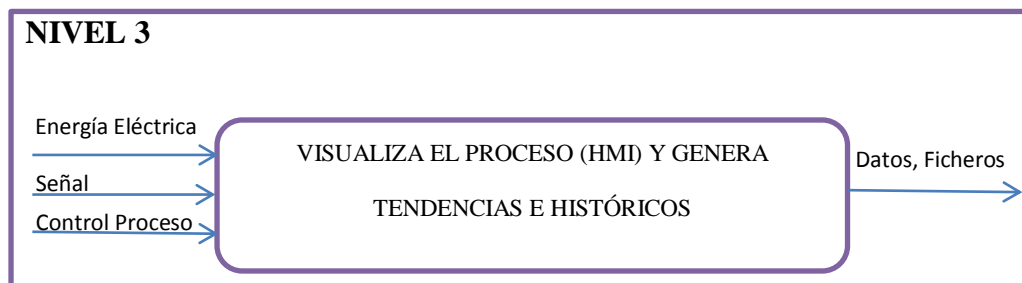 NIVEL 3
Energía Eléctrica
Señal
Control Proceso
VISUALIZA EL PROCESO (HMI) Y GENERA
TENDENCIAS E HISTÓRICOS
Datos, Ficheros